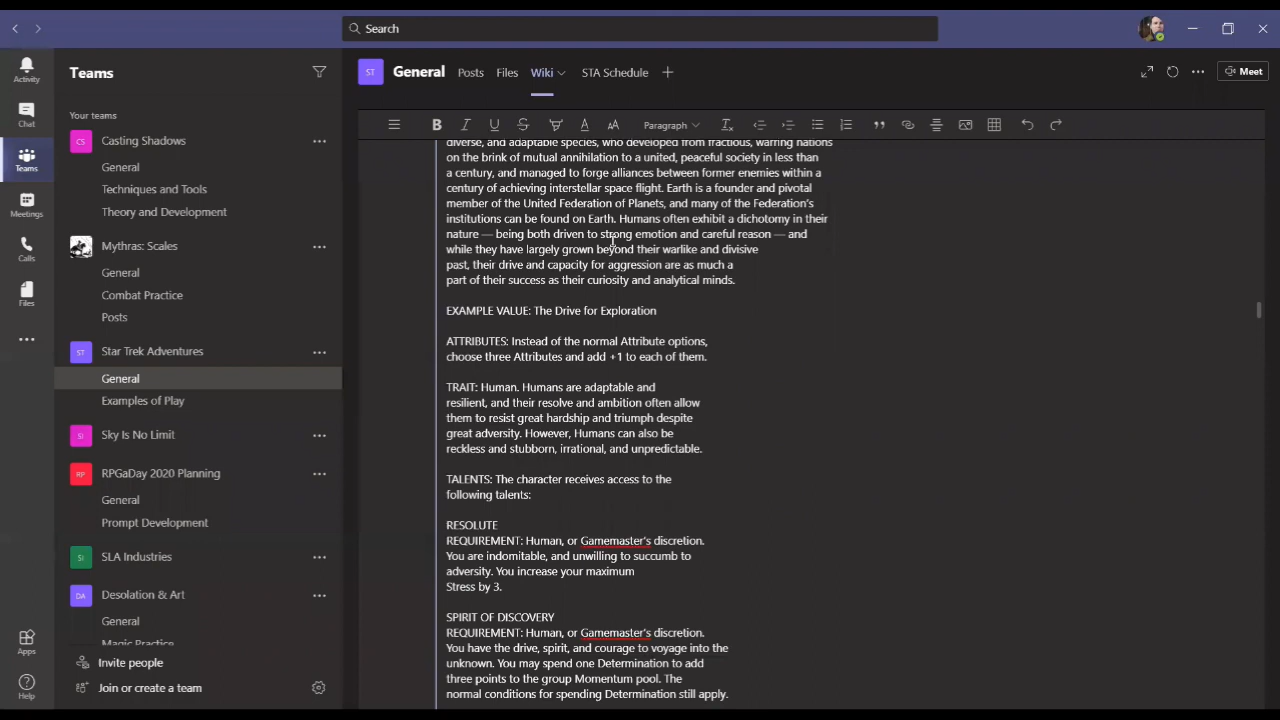 Search
Activity
Chat
Teams
Meetings
Calls
Files
Apps
Help
Teams
Your teams
CS Casting Shadows
General
Techniques and Tools
Theory and Development
Mythras: Scales
General
Combat Practice
Posts
ST Star Trek Adventures
General
Examples of Play
SI Sky Is No Limit
RP RPGaDay 2020 Planning
General
Prompt Development
SI SLA Industries
DA Desolation & Art
General
Magic Practice
Invite people
Join or create a team
ST General Posts Files Wiki STA Schedule
Meet
B I U S A AA Paragraph
diverse, and adaptable species, who developed from fractious, warring nations
on the brink of mutual annihilation to a united, peaceful society in less than
a century, and managed to forge alliances between former enemies within a
century of achieving interstellar space flight. Earth is a founder and pivotal
member of the United Federation of Planets, and many of the Federation's
institutions can be found on Earth. Humans often exhibit a dichotomy in their
nature — being both driven to strong emotion and careful reason — and
while they have largely grown beyond their warlike and divisive
past, their drive and capacity for aggression are as much a
part of their success as their curiosity and analytical minds.
EXAMPLE VALUE: The Drive for Exploration
ATTRIBUTES: Instead of the normal Attribute options,
choose three Attributes and add +1 to each of them.
TRAIT: Human. Humans are adaptable and
resilient, and their resolve and ambition often allow
them to resist great hardship and triumph despite
great adversity. However, Humans can also be
reckless and stubborn, irrational, and unpredictable.
TALENTS: The character receives access to the
following talents:
RESOLUTE
REQUIREMENT: Human, or Gamemaster's discretion.
You are indomitable, and unwilling to succumb to
adversity. You increase your maximum
Stress by 3.
SPIRIT OF DISCOVERY
REQUIREMENT: Human, or Gamemaster's discretion.
You have the drive, spirit, and courage to voyage into the
unknown. You may spend one Determination to add
three points to the group Momentum pool. The
normal conditions for spending Determination still apply.